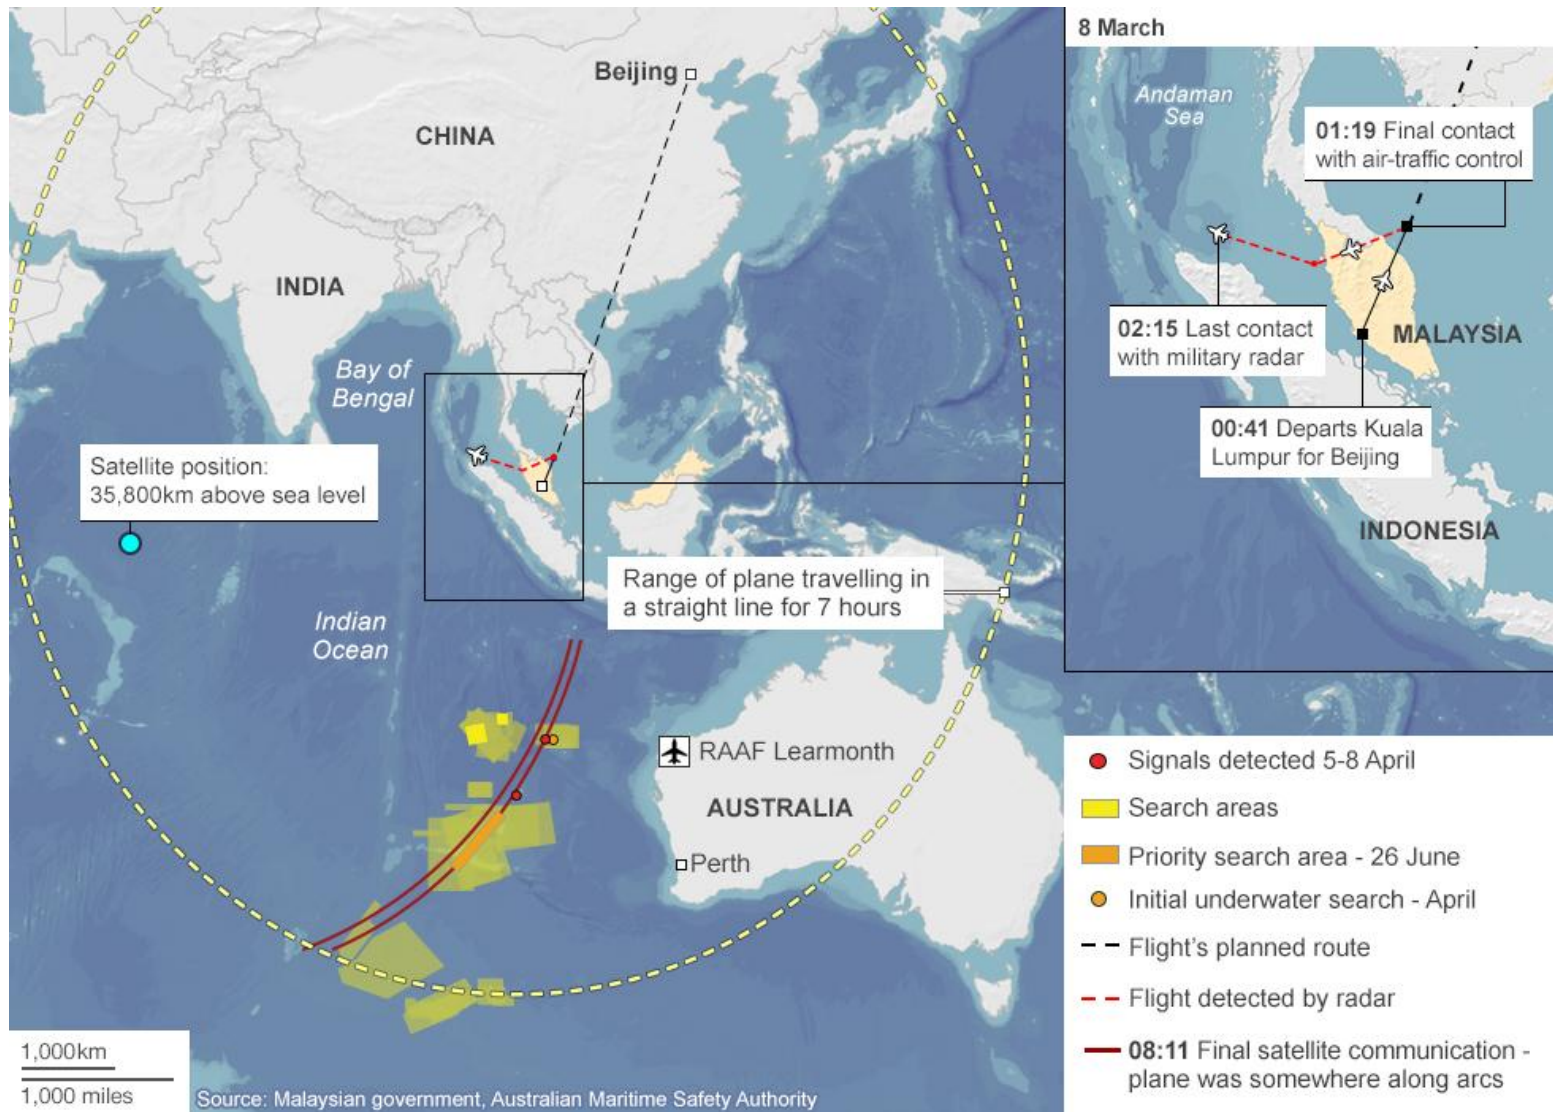 Beijing
CHINA
INDIA
Bay of
Bengal
Satellite position:
35,800km above sea level
Range of plane travelling in
a straight line for 7 hours
Indian
Ocean
RAAF Learmonth
AUSTRALIA
Perth
1,000km
1,000 miles
Source: Malaysian government, Australian Maritime Safety Authority
8 March
Andaman
Sea
01:19 Final contact
with air-traffic control
02:15 Last contact
with military radar
MALAYSIA
00:41 Departs Kuala
Lumpur for Beijing
INDONESIA
Signals detected 5-8 April
Search areas
Priority search area - 26 June
Initial underwater search - April
Flight's planned route
Flight detected by radar
08:11 Final satellite communication -
plane was somewhere along arcs